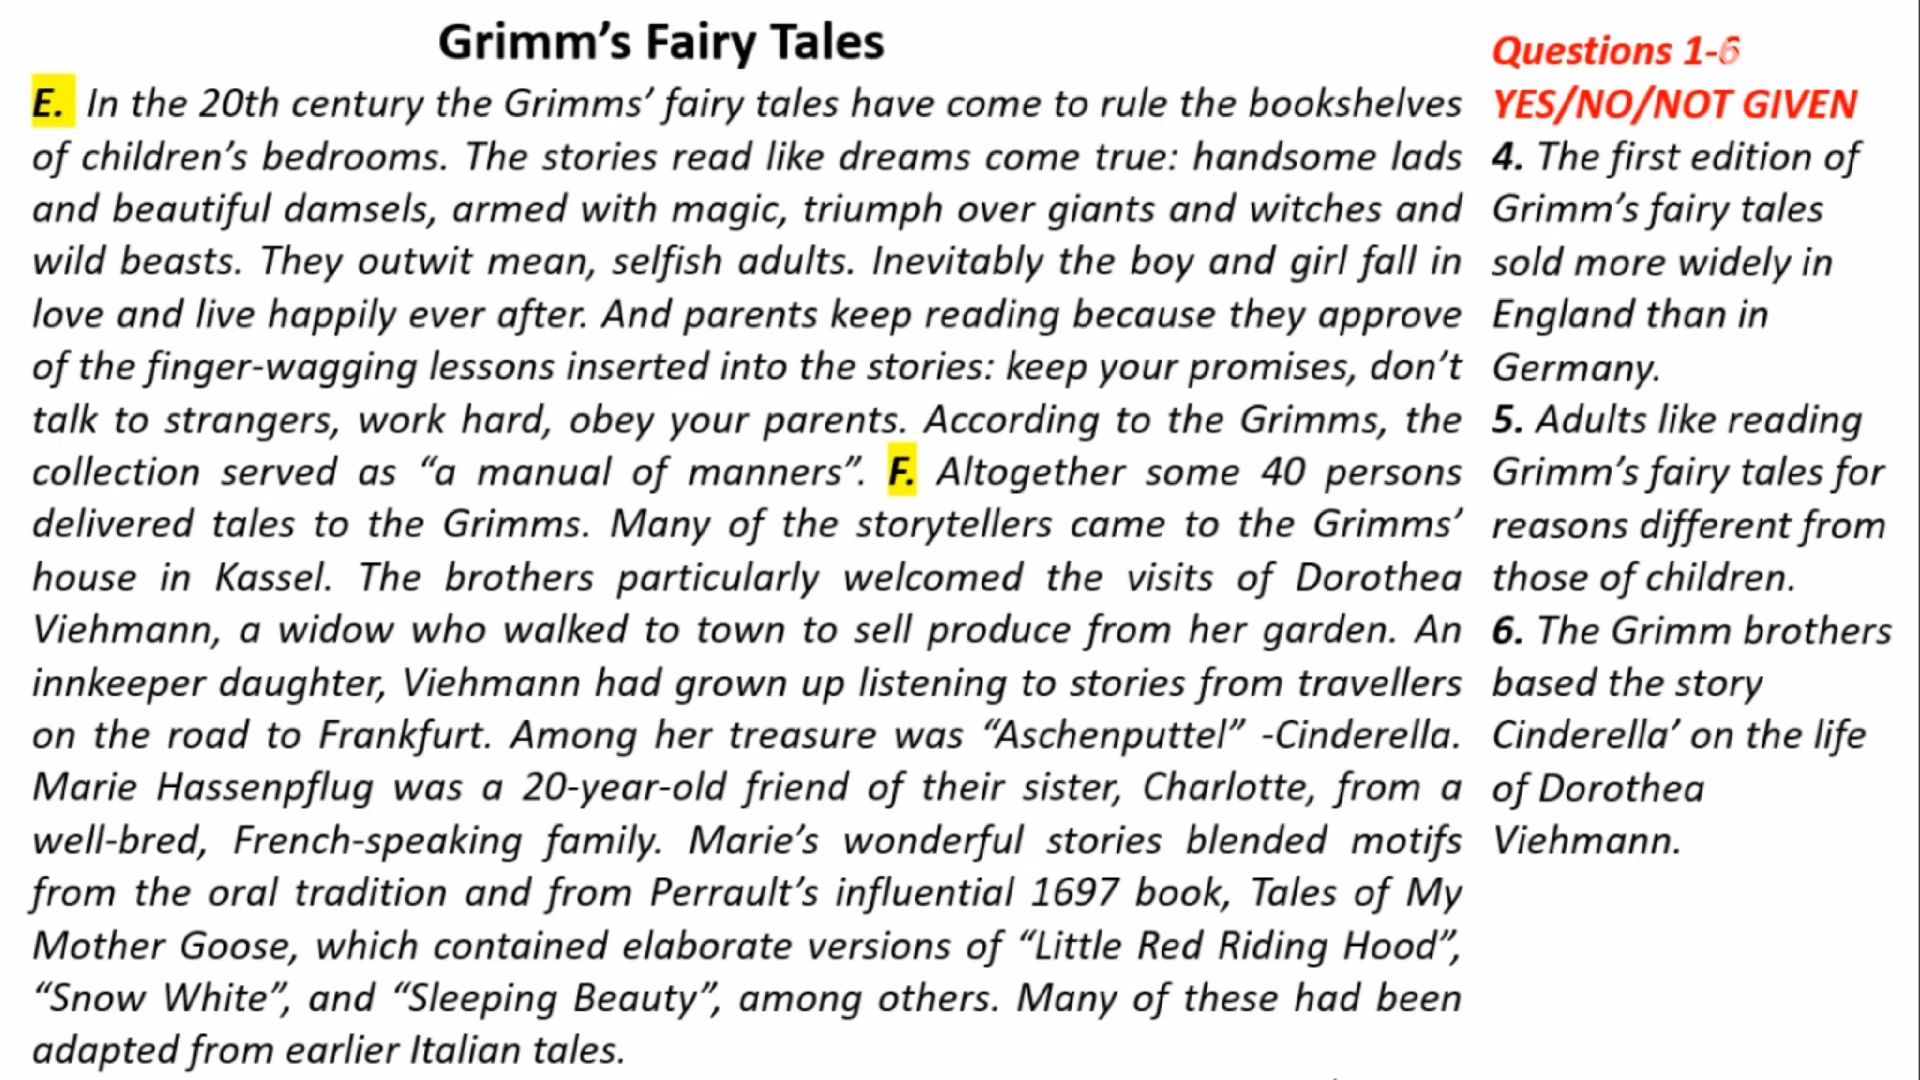 Grimm’s Fairy Tales
E. In the 20th century the Grimms’ fairy tales have come to rule the bookshelves
of children’s bedrooms. The stories read like dreams come true: handsome lads
and beautiful damsels, armed with magic, triumph over giants and witches and
wild beasts. They outwit mean, selfish adults. Inevitably the boy and girl fall in
love and live happily ever after. And parents keep reading because they approve
of the finger-wagging lessons inserted into the stories: keep your promises, don’t
talk to strangers, work hard, obey your parents. According to the Grimms, the
collection served as “a manual of manners”. F. Altogether some 40 persons
delivered tales to the Grimms. Many of the storytellers came to the Grimms’
house in Kassel. The brothers particularly welcomed the visits of Dorothea
Viehmann, a widow who walked to town to sell produce from her garden. An
innkeeper daughter, Viehmann had grown up listening to stories from travellers
on the road to Frankfurt. Among her treasure was “Aschenputtel” -Cinderella.
Marie Hassenpflug was a 20-year-old friend of their sister, Charlotte, from a
well-bred, French-speaking family. Marie’s wonderful stories blended motifs
from the oral tradition and from Perrault’s influential 1697 book, Tales of My
Mother Goose, which contained elaborate versions of “Little Red Riding Hood”,
“Snow White”, and “Sleeping Beauty”, among others. Many of these had been
adapted from earlier Italian tales.
Questions 1-6
YES/NO/NOT GIVEN
4. The first edition of
Grimm’s fairy tales
sold more widely in
England than in
Germany.
5. Adults like reading
Grimm’s fairy tales for
reasons different from
those of children.
6. The Grimm brothers
based the story
Cinderella’ on the life
of Dorothea
Viehmann.